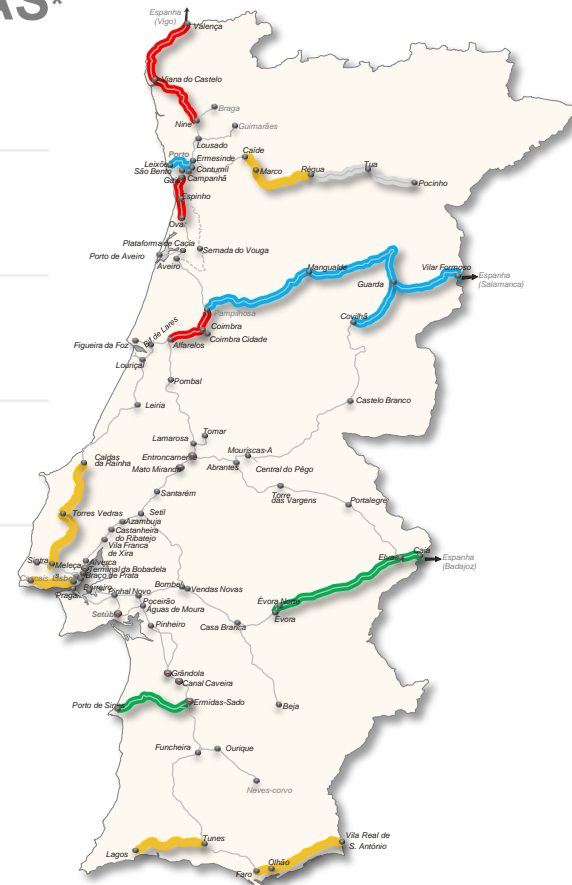 AS*
Espanha
(Vigo)
Valença
Viana do Castelo
Braga
Nine
Guimarães
Lousado
Porto
Caíde
Ermesinde
Leixões
Contumil
Tua
São Bento
Campanhã
Marco
Régua
Gaia
Pocinho
Espinho
Ovar
Plataforma de Cacia
Sernada do Vouga
Porto de Aveiro
Aveiro
Mangualde
Vilar Formoso
Espanha
(Salamanca)
Guarda
Pampilhosa
Covilhã
Bif de Lares
Coimbra
Coimbra Cidade
Figueira da Foz
Alfarelos
Louriçal
Pombal
Leiria
Castelo Branco
Tomar
Lamarosa
Caldas
da Rainha
Entroncamento
Mouriscas-A
Mato Miranda
Abrantes
Central do Pêgo
Santarém
Torre
das Vargens
Portalegre
Torres Vedras
Setil
Azambuja
Castanheira
do Ribatejo
Vila Franca
de Xira
Caia
Sintra
Meleças
Alverca
Elvas
Espanha
(Badajoz)
Terminal da Bobadela
Cascais
Lisboa
Braço de Prata
Barreiro
Bombel
Vendas Novas
Praga
Pinhal Novo
Poceirão
Évora Norte
Águas de Moura
Setúbal
Évora
Pinheiro
Casa Branca
Grândola
Canal Caveira
Porto de Sines
Ermidas-Sado
Beja
Funcheira
Ourique
Neves-corvo
Vila Real de
S. António
Tunes
Lagos
Olhão
Faro